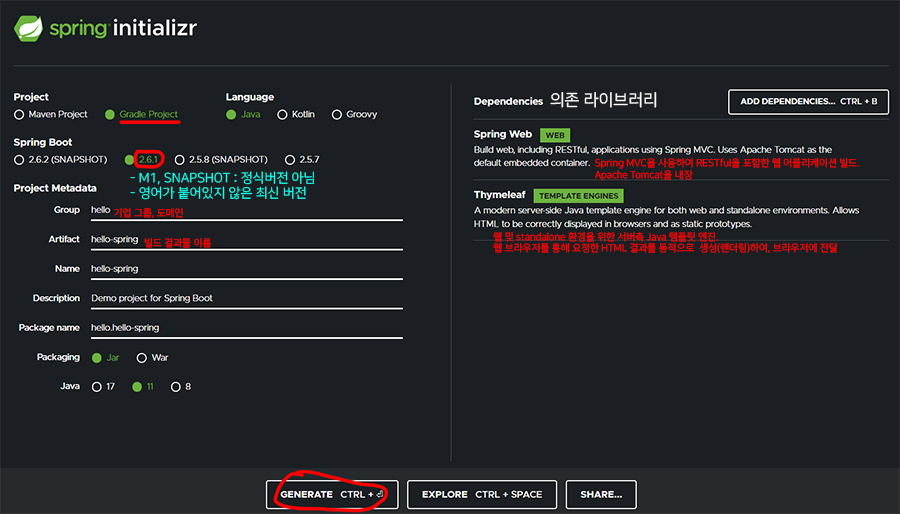 spring initializr
Project
Maven Project Gradle Project
Language
Java Kotlin Groovy
Spring Boot
2.6.2 (SNAPSHOT) 2.6.1 2.5.8 (SNAPSHOT) 2.5.7
- M1, SNAPSHOT : 정식버전 아님
- 영어가 붙어있지 않은 최신 버전
Project Metadata
Group hello 기업 그룹, 도메인
Artifact hello-spring 빌드 결과물 이름
Name hello-spring
Description Demo project for Spring Boot
Package name hello.hello-spring
Packaging Jar War
Java 17 11 8
Dependencies 의존 라이브러리
ADD DEPENDENCIES... CTRL + B
Spring Web WEB
Build web, including RESTful, applications using Spring MVC. Uses Apache Tomcat as the
default embedded container. Spring MVC을 사용하여 RESTful을 포함한 웹 어플리케이션 빌드.
Apache Tomcat을 내장
Thymeleaf TEMPLATE ENGINES
A modern server-side Java template engine for both web and standalone environments. Allows
HTML to be correctly displayed in browsers and as static prototypes.
웹 및 standalone 환경을 위한 서버측 Java 템플릿 엔진
웹 브라우저를 통해 요청한 HTML 결과를 동적으로 생성(렌더링)하여, 브라우저에 전달
GENERATE CTRL + ⏎
EXPLORE CTRL + SPACE
SHARE...